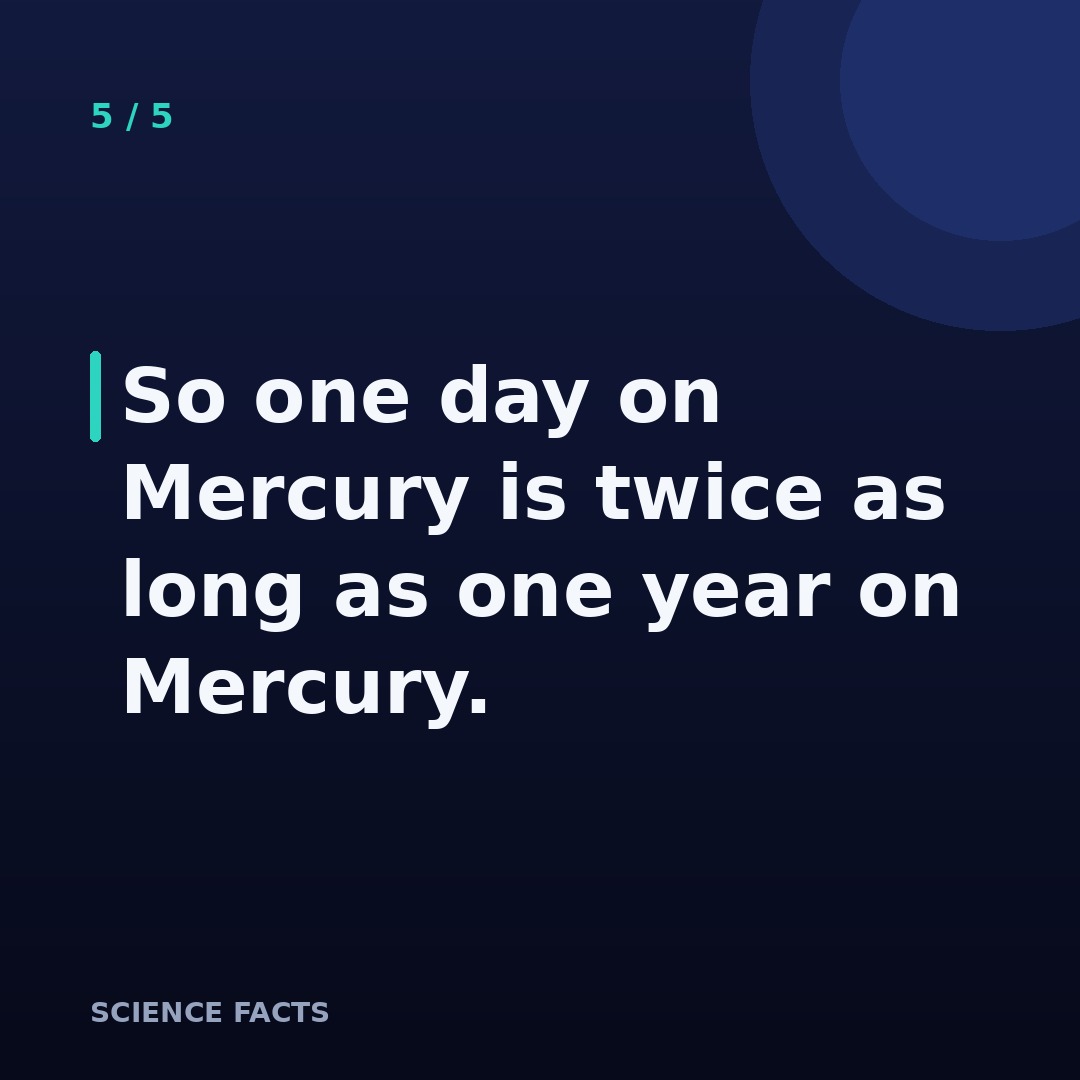 5 / 5
So one day on
Mercury is twice as
long as one year on
Mercury.
SCIENCE FACTS